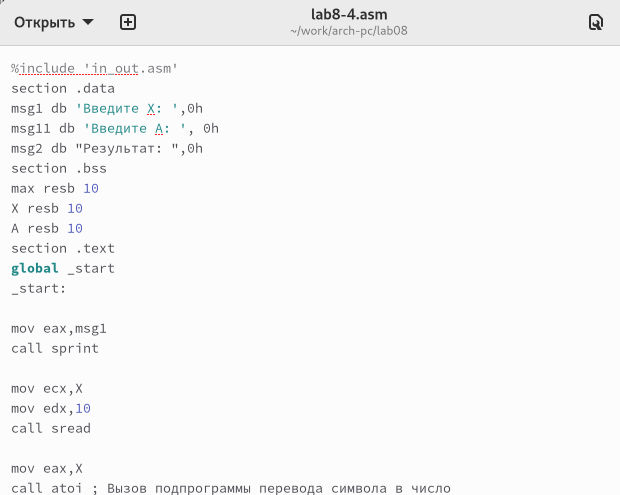 Открыть
lab8-4.asm
~/work/arch-pc/lab08
%include 'in_out.asm'
section .data
msg1 db 'Введите X: ',0h
msg11 db 'Введите A: ', 0h
msg2 db "Результат: ",0h
section .bss
max resb 10
X resb 10
A resb 10
section .text
global _start
_start:
mov eax,msg1
call sprint
mov ecx,X
mov edx,10
call sread
mov eax,X
call atoi ; Вызов подпрограммы перевода символа в число